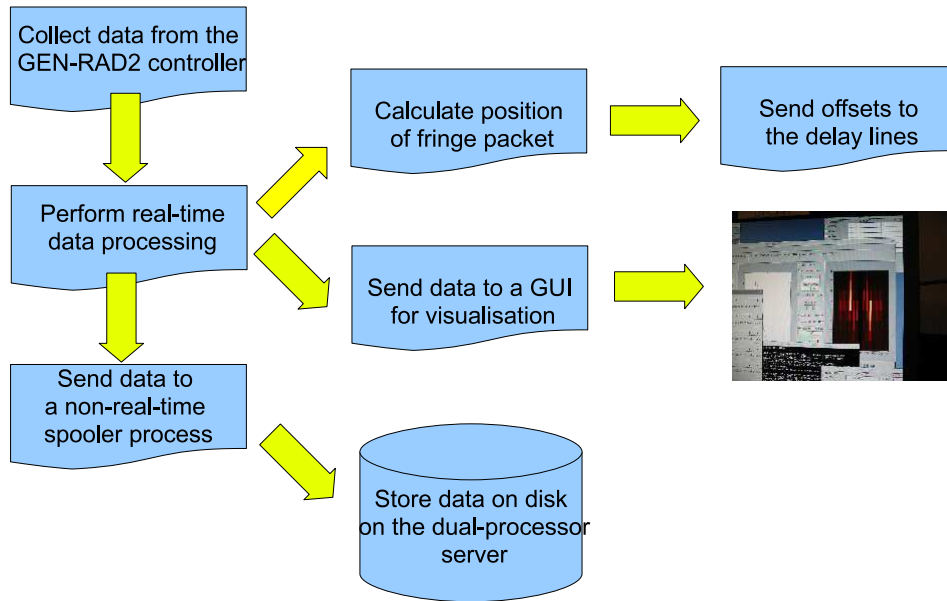 Collect data from the
GEN-RAD2 controller
Calculate position
of fringe packet
Send offsets to
the delay lines
Perform real-time
data processing
Send data to a GUI
for visualisation
Send data to
a non-real-time
spooler process
Store data on disk
on the dual-processor
server